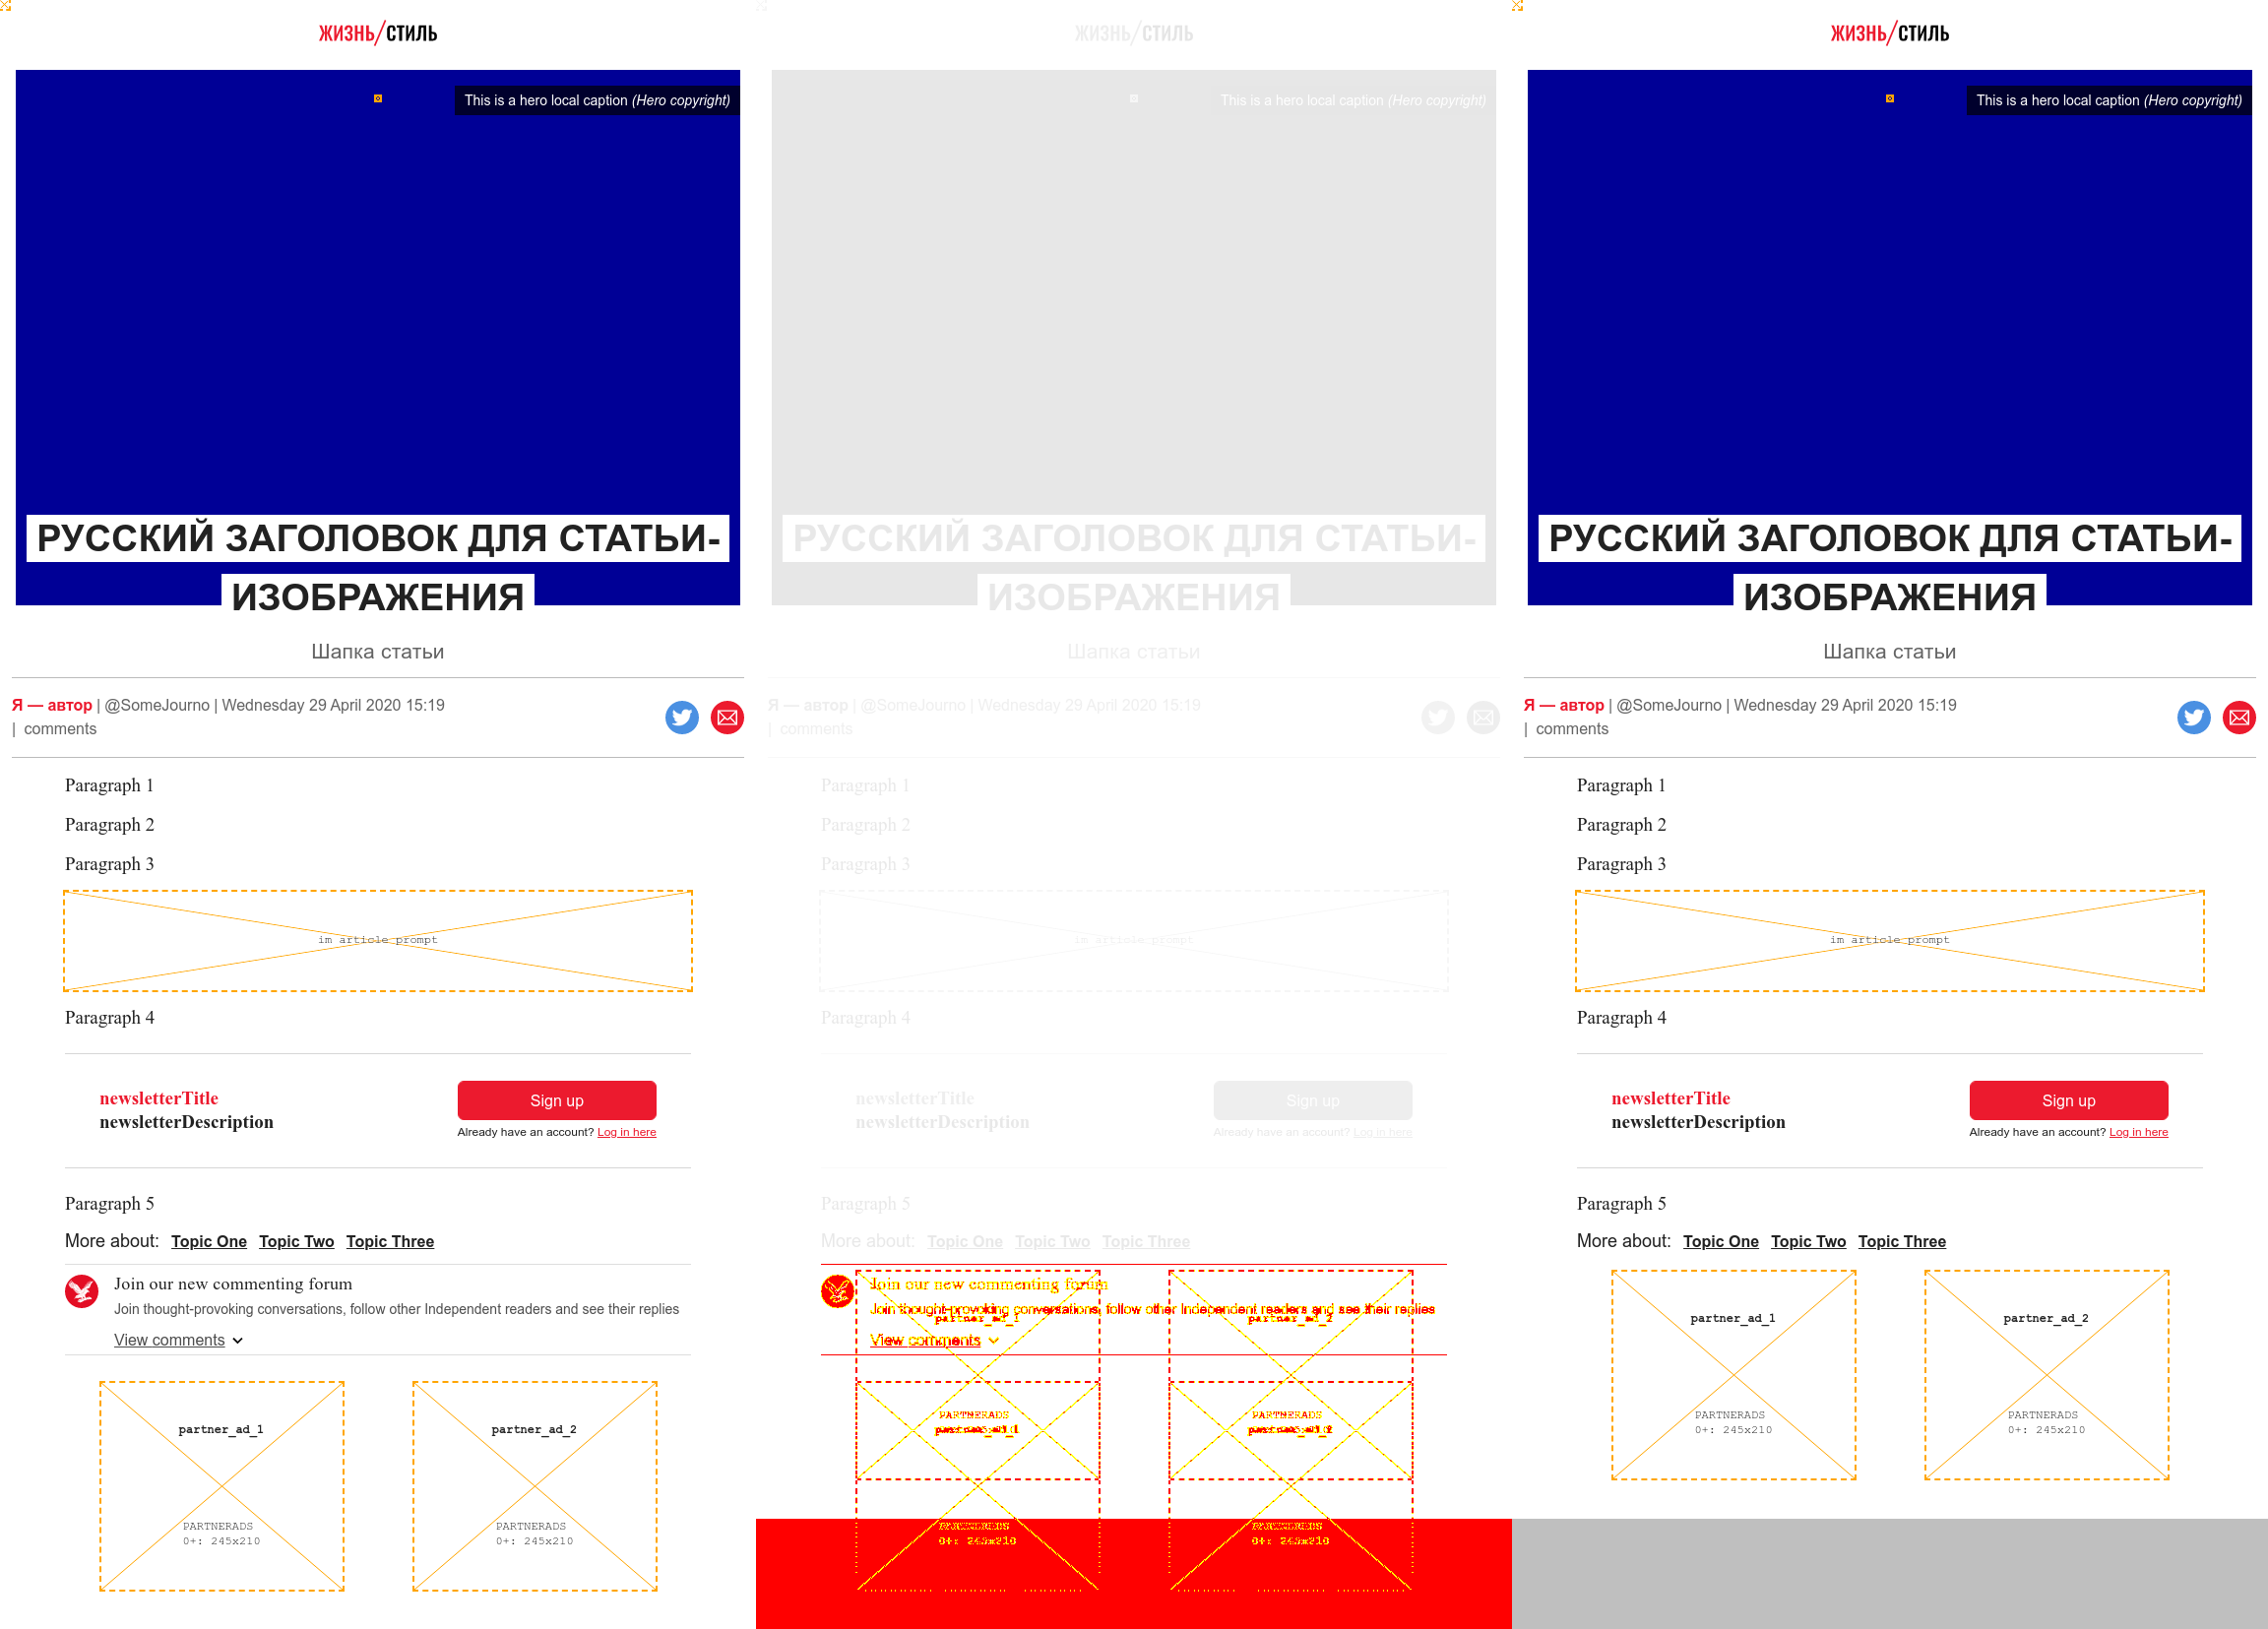 ЖИЗНЬ/СТИЛЬ
This is a hero local caption (Hero copyright)
РУССКИЙ ЗАГОЛОВОК ДЛЯ СТАТЬИ-
ИЗОБРАЖЕНИЯ
Шапка статьи
Я — автор | @SomeJourno | Wednesday 29 April 2020 15:19
| comments
Paragraph 1
Paragraph 2
Paragraph 3
im article prompt
Paragraph 4
newsletterTitle
newsletterDescription
Sign up
Already have an account? Log in here
Paragraph 5
More about: Topic One Topic Two Topic Three
Join our new commenting forum
Join thought-provoking conversations, follow other Independent readers and see their replies
View comments
partner_ad_1
PARTNERADS
0+: 245x210
partner_ad_2
PARTNERADS
0+: 245x210
ЖИЗНЬ/СТИЛЬ
This is a hero local caption (Hero copyright)
РУССКИЙ ЗАГОЛОВОК ДЛЯ СТАТЬИ-
ИЗОБРАЖЕНИЯ
Шапка статьи
Я — автор | @SomeJourno | Wednesday 29 April 2020 15:19
| comments
Paragraph 1
Paragraph 2
Paragraph 3
im article prompt
Paragraph 4
newsletterTitle
newsletterDescription
Sign up
Already have an account? Log in here
Paragraph 5
More about: Topic One Topic Two Topic Three
Join our new commenting forum
Join thought-provoking conversations, follow other Independent readers and see their replies
View comments
partner_ad_1
partner_ad_2
PARTNERADS
PARTNERADS
partner_ad_1
partner_ad_2
PARTNERADS
0+: 245x210
PARTNERADS
0+: 245x210
ЖИЗНЬ/СТИЛЬ
This is a hero local caption (Hero copyright)
РУССКИЙ ЗАГОЛОВОК ДЛЯ СТАТЬИ-
ИЗОБРАЖЕНИЯ
Шапка статьи
Я — автор | @SomeJourno | Wednesday 29 April 2020 15:19
| comments
Paragraph 1
Paragraph 2
Paragraph 3
im article prompt
Paragraph 4
newsletterTitle
newsletterDescription
Sign up
Already have an account? Log in here
Paragraph 5
More about: Topic One Topic Two Topic Three
partner_ad_1
PARTNERADS
0+: 245x210
partner_ad_2
PARTNERADS
0+: 245x210